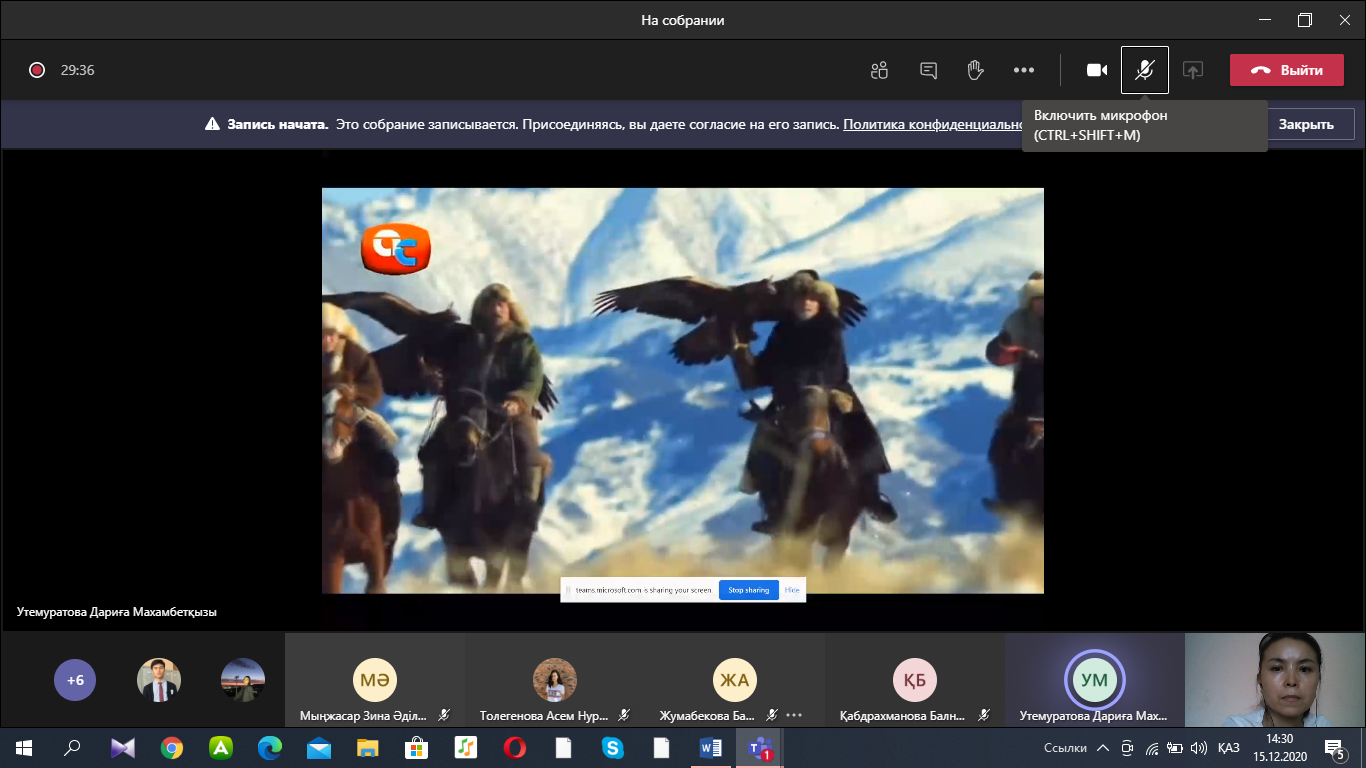 На собрании
29:36
Выйти
Запись начата. Это собрание записывается. Присоединяясь, вы даете согласие на его запись. Политика конфиденциально
Закрыть
Включить микрофон
(CTRL+SHIFT+M)
teams.microsoft.com is sharing your screen. Stop sharing Hide
Утемуратова Дариға Махамбетқызы
+6
МӘ
ЖА
ҚБ
УМ
Мыңжасар Зина Әділ...
Толегенова Асем Нур...
Жумабекова Ба...
Қабдрахманова Балн...
Утемуратова Дариға Мах...
Ссылки
ҚАЗ
14:30
15.12.2020
1
5